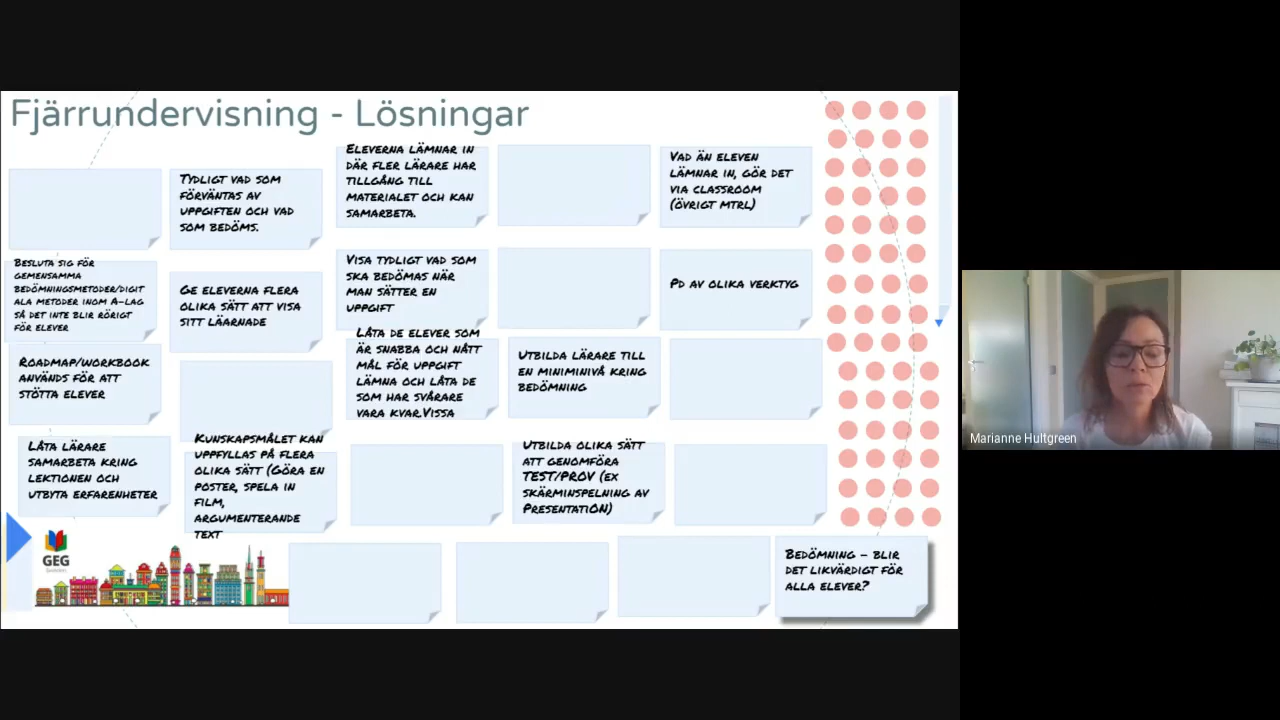 Fjärrundervisning - Lösningar
TYDLIGT VAD SOM
FÖRVÄNTAS AV
UPPGIFTEN OCH VAD
SOM BEDÖMS.
ELEVERNA LÄMNAR IN
DÄR FLER LÄRARE HAR
TILLGÅNG TILL
MATERIALET OCH KAN
SAMARBETA.
VAD ÄN ELEVEN
LÄMNAR IN, GÖR DET
VIA CLASSROOM
(ÖVRIGT MTRL)
BESLUTA SIG FÖR
GEMENSAMMA
BEDÖMNINGSMETODER/DIGIT
ALA METODER INOM A-LAG
SÅ DET INTE BLIR RÖRIGT
FÖR ELEVER
GE ELEVERNA FLERA
OLIKA SÄTT ATT VISA
SITT LÄARNADE
VISA TYDLIGT VAD SOM
SKA BEDÖMAS NÄR
MAN SÄTTER EN
UPPGIFT
PD AV OLIKA VERKTYG
ROADMAP/WORKBOOK
ANVÄNDS FÖR ATT
STÖTTA ELEVER
LÅTA DE ELEVER SOM
ÄR SNABBA OCH NÅTT
MÅL FÖR UPPGIFT
LÄMNA OCH LÅTA DE
SOM HAR SVÅRARE
VARA KVAR.VISSA
UTBILDA LÄRARE TILL
EN MINIMINIVÅ KRING
BEDÖMNING
LÅTA LÄRARE
SAMARBETA KRING
LEKTIONEN OCH
UTBYTA ERFARENHETER
KUNSKAPSMÅLET KAN
UPPFYLLAS PÅ FLERA
OLIKA SÄTT (GÖRA EN
POSTER, SPELA IN
FILM,
ARGUMENTERANDE
TEXT
UTBILDA OLIKA SÄTT
ATT GENOMFÖRA
TEST/PROV (EX
SKÄRMINSPELNING AV
PRESENTATION)
BEDÖMNING - BLIR
DET LIKVÄRDIGT FÖR
ALLA ELEVER?
GEG
Marianne Hultgreen